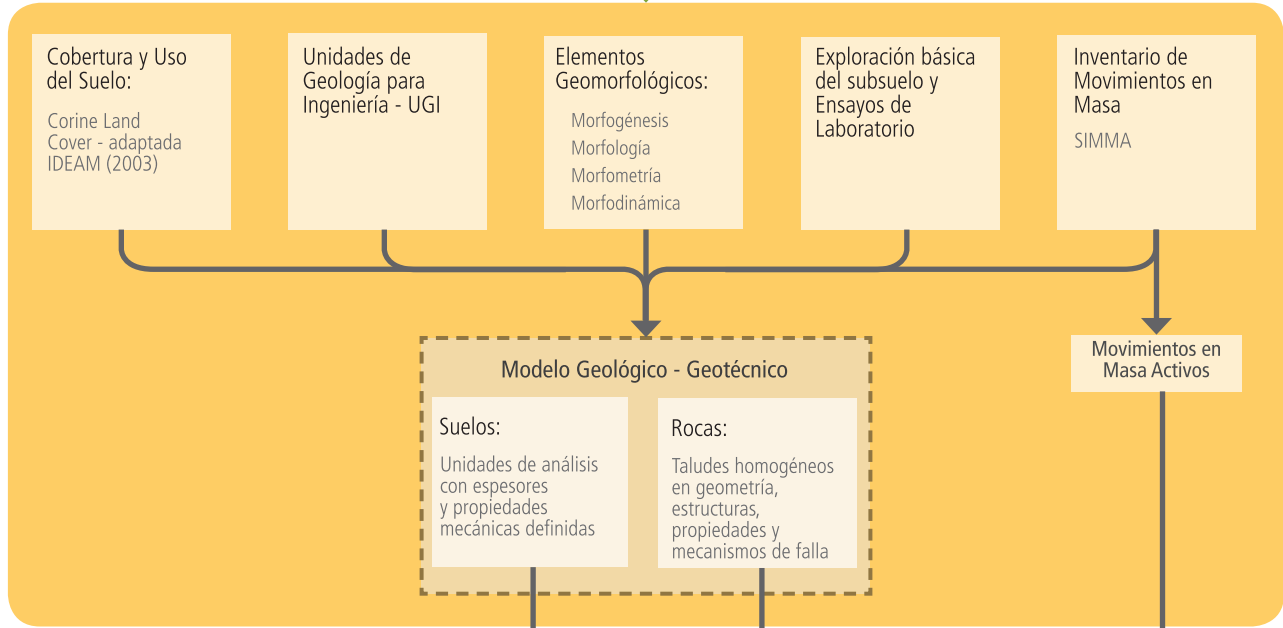 Cobertura y Uso
del Suelo:
Corine Land
Cover - adaptada
IDEAM (2003)
Unidades de
Geología para
Ingeniería - UGI
Elementos
Geomorfológicos:
Morfogénesis
Morfología
Morfometría
Morfodinámica
Exploración básica
del subsuelo y
Ensayos de
Laboratorio
Inventario de
Movimientos en
Masa
SIMMA
Modelo Geológico - Geotécnico
Suelos:
Unidades de análisis
con espesores
y propiedades
mecánicas definidas
Rocas:
Taludes homogéneos
en geometría,
estructuras,
propiedades y
mecanismos de falla
Movimientos en
Masa Activos